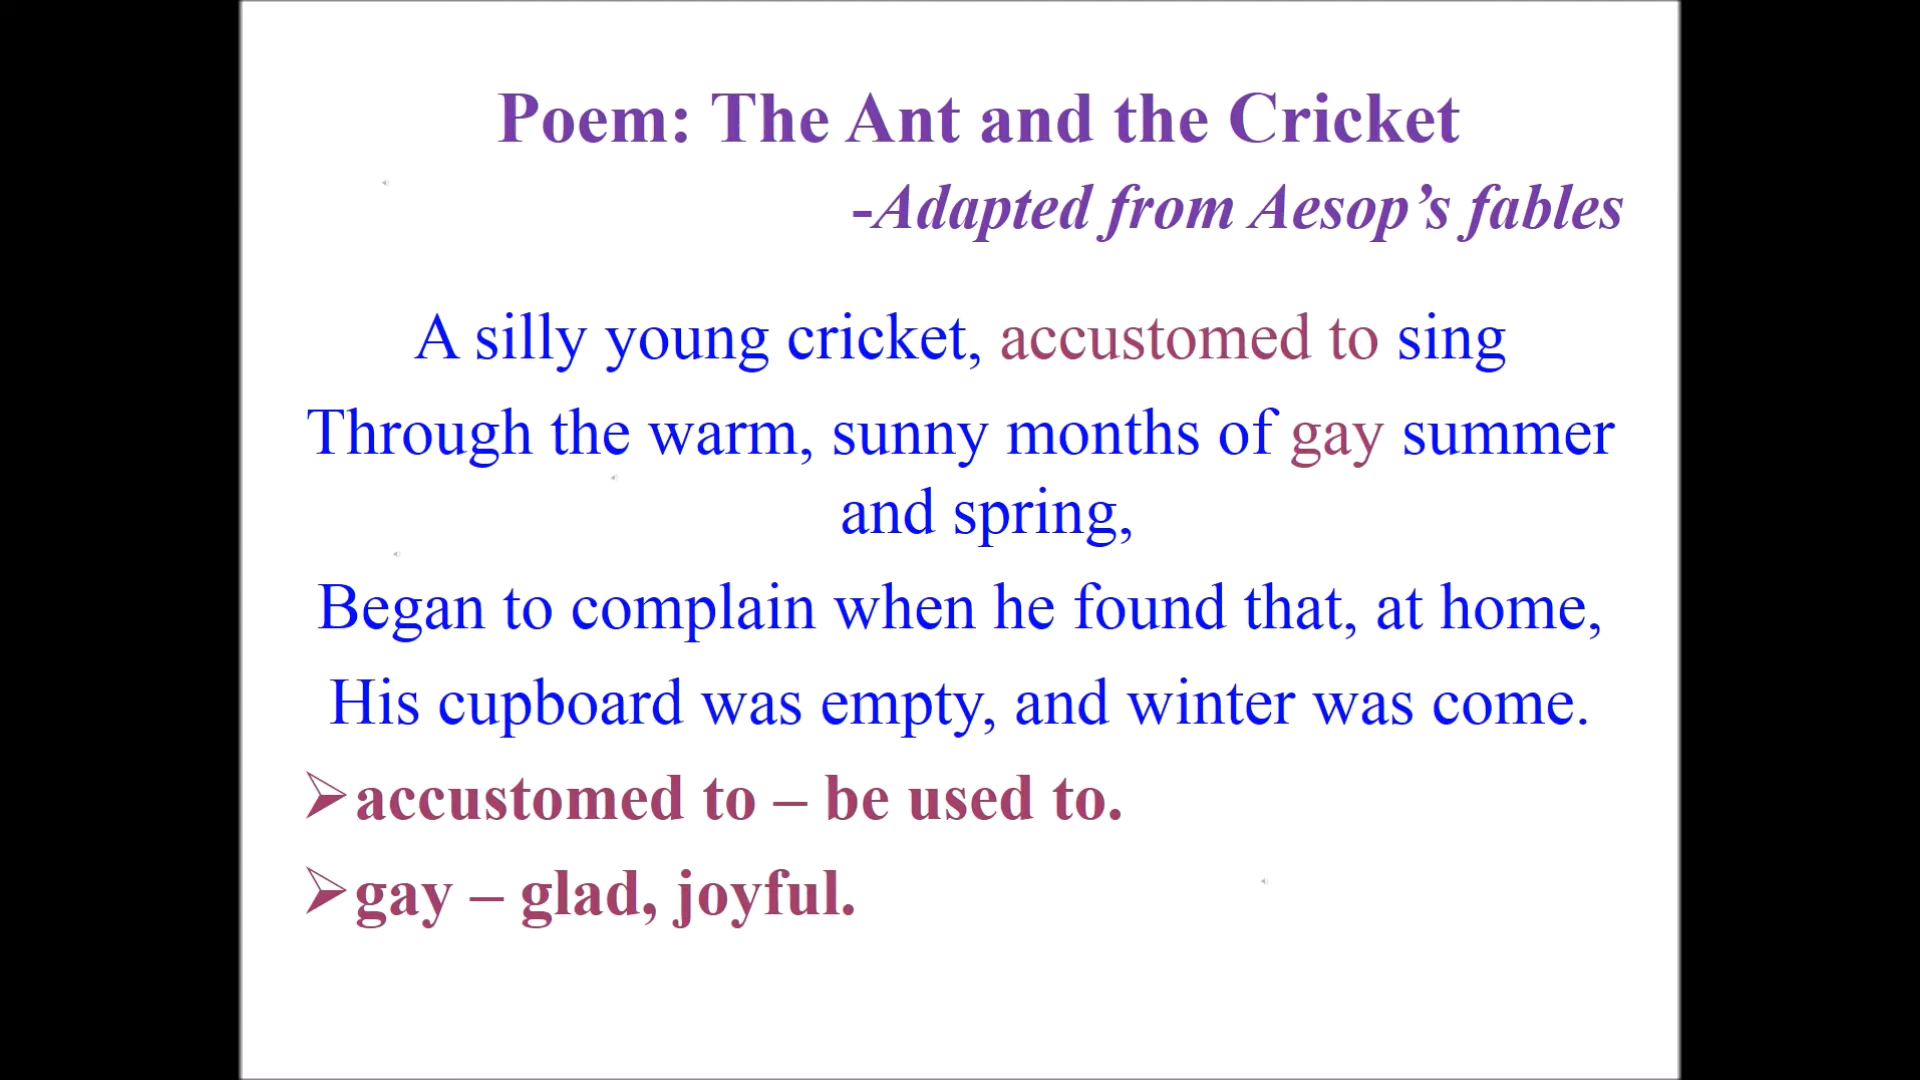 Poem: The Ant and the Cricket
-Adapted from Aesop’s fables
A silly young cricket, accustomed to sing
Through the warm, sunny months of gay summer
and spring,
Began to complain when he found that, at home,
His cupboard was empty, and winter was come.
➢accustomed to – be used to.
➢gay – glad, joyful.